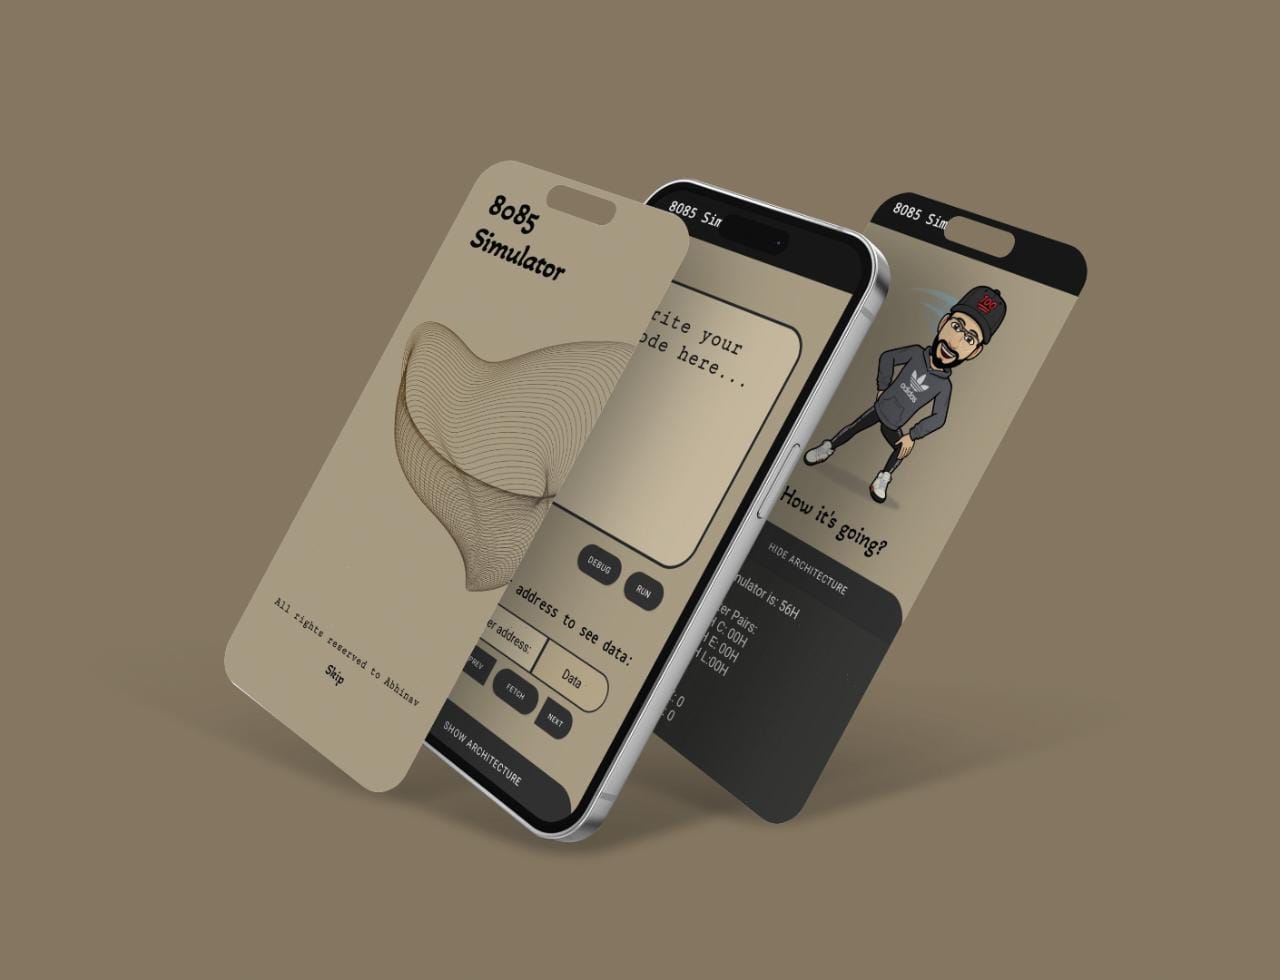 8085
Simulator
All rights reserved to Abhinav
Skip
8085 Sim
rite your
ode here...
DEBUG
RUN
address to see data:
er address:
Data
PREV
FETCH
NEXT
SHOW ARCHITECTURE
8085 Sim
100
adidas
How it's going?
HIDE ARCHITECTURE
mulator is: 56H
er Pairs:
C: 00H
H E: 00H
H L:00H
: 0
: 0